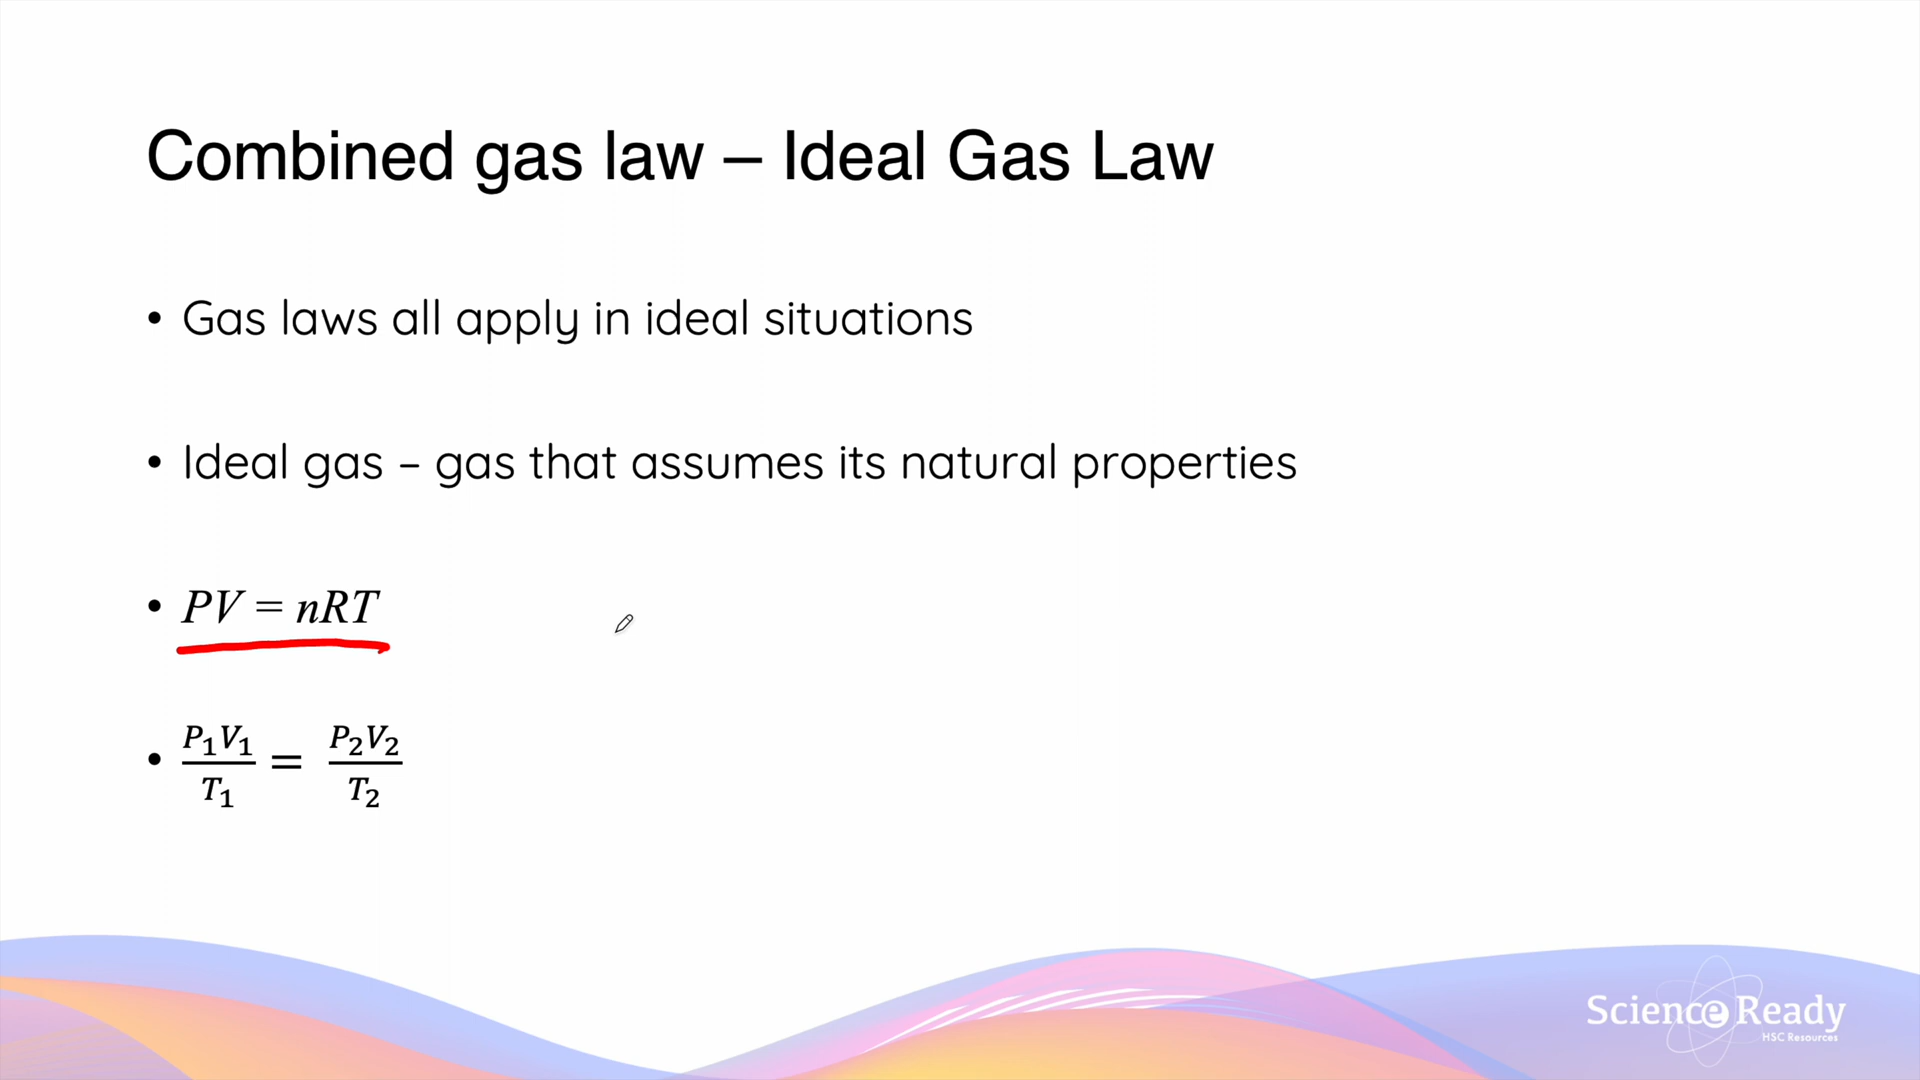 Combined gas law – Ideal Gas Law
• Gas laws all apply in ideal situations
• Ideal gas – gas that assumes its natural properties
• PV = nRT
• P₁V₁/T₁ = P₂V₂/T₂
Science Ready
HSC Resources